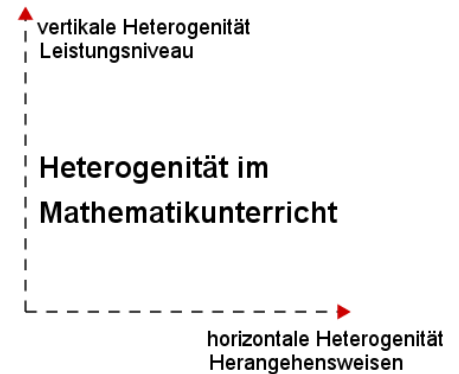 vertikale Heterogenität
Leistungsniveau
Heterogenität im
Mathematikunterricht
horizontale Heterogenität
Herangehensweisen